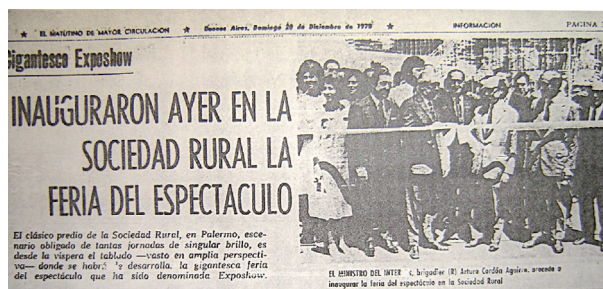 ★ EL MATUTINO DE MAYOR CIRCULACION ★ Buenos Aires, Domingo 20 de Diciembre de 1970 ★ INFORMACION PAGINA
Gigantesco Exposhow
INAUGURARON AYER EN LA
SOCIEDAD RURAL LA
FERIA DEL ESPECTACULO
El clásico predio de la Sociedad Rural, en Palermo, esce-
nario obligado de tantas jornadas de singular brillo, es
desde la víspera el tablado —vasto en amplia perspecti-
va— donde se habrá de desarrolla. la gigantesca feria
del espectáculo que ha sido denominada Exposhow.
EL MINISTRO DEL INTER brigadier (R) Arturo Cordón Aguirre, procede a
inaugurar la feria del espectáculo en la Sociedad Rural